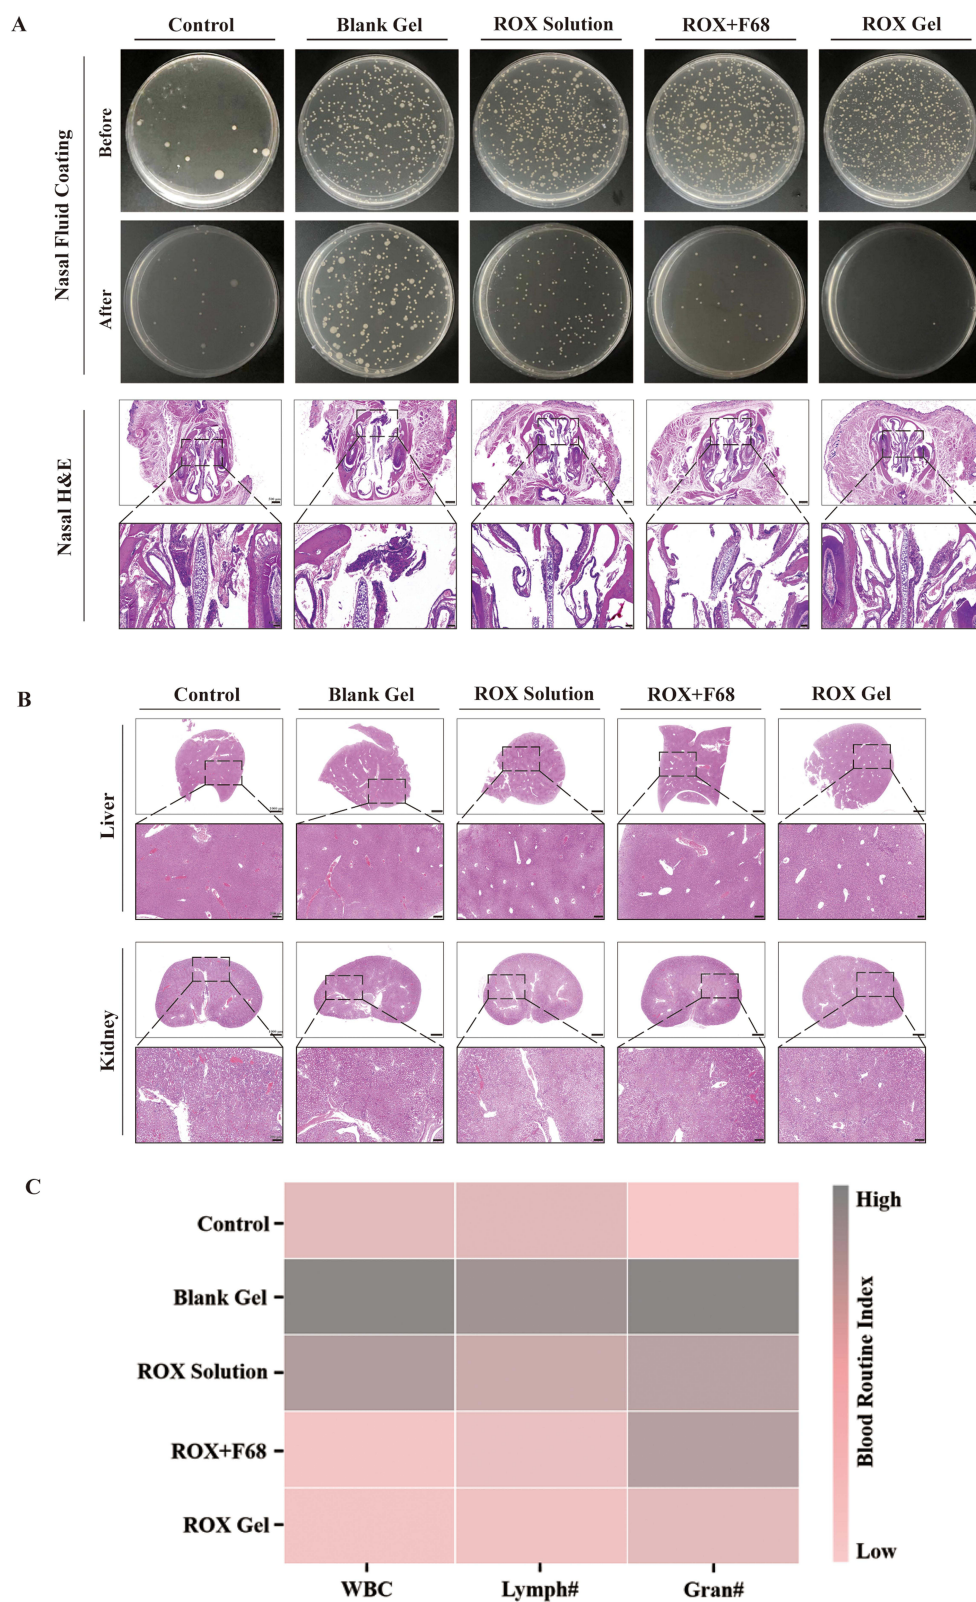 A
Control Blank Gel ROX Solution ROX+F68 ROX Gel
Nasal Fluid Coating
Before
After
Nasal H&E
B
Control Blank Gel ROX Solution ROX+F68 ROX Gel
Liver
Kidney
C
Control
Blank Gel
ROX Solution
ROX+F68
ROX Gel
WBC Lymph# Gran#
High
Blood Routine Index
Low